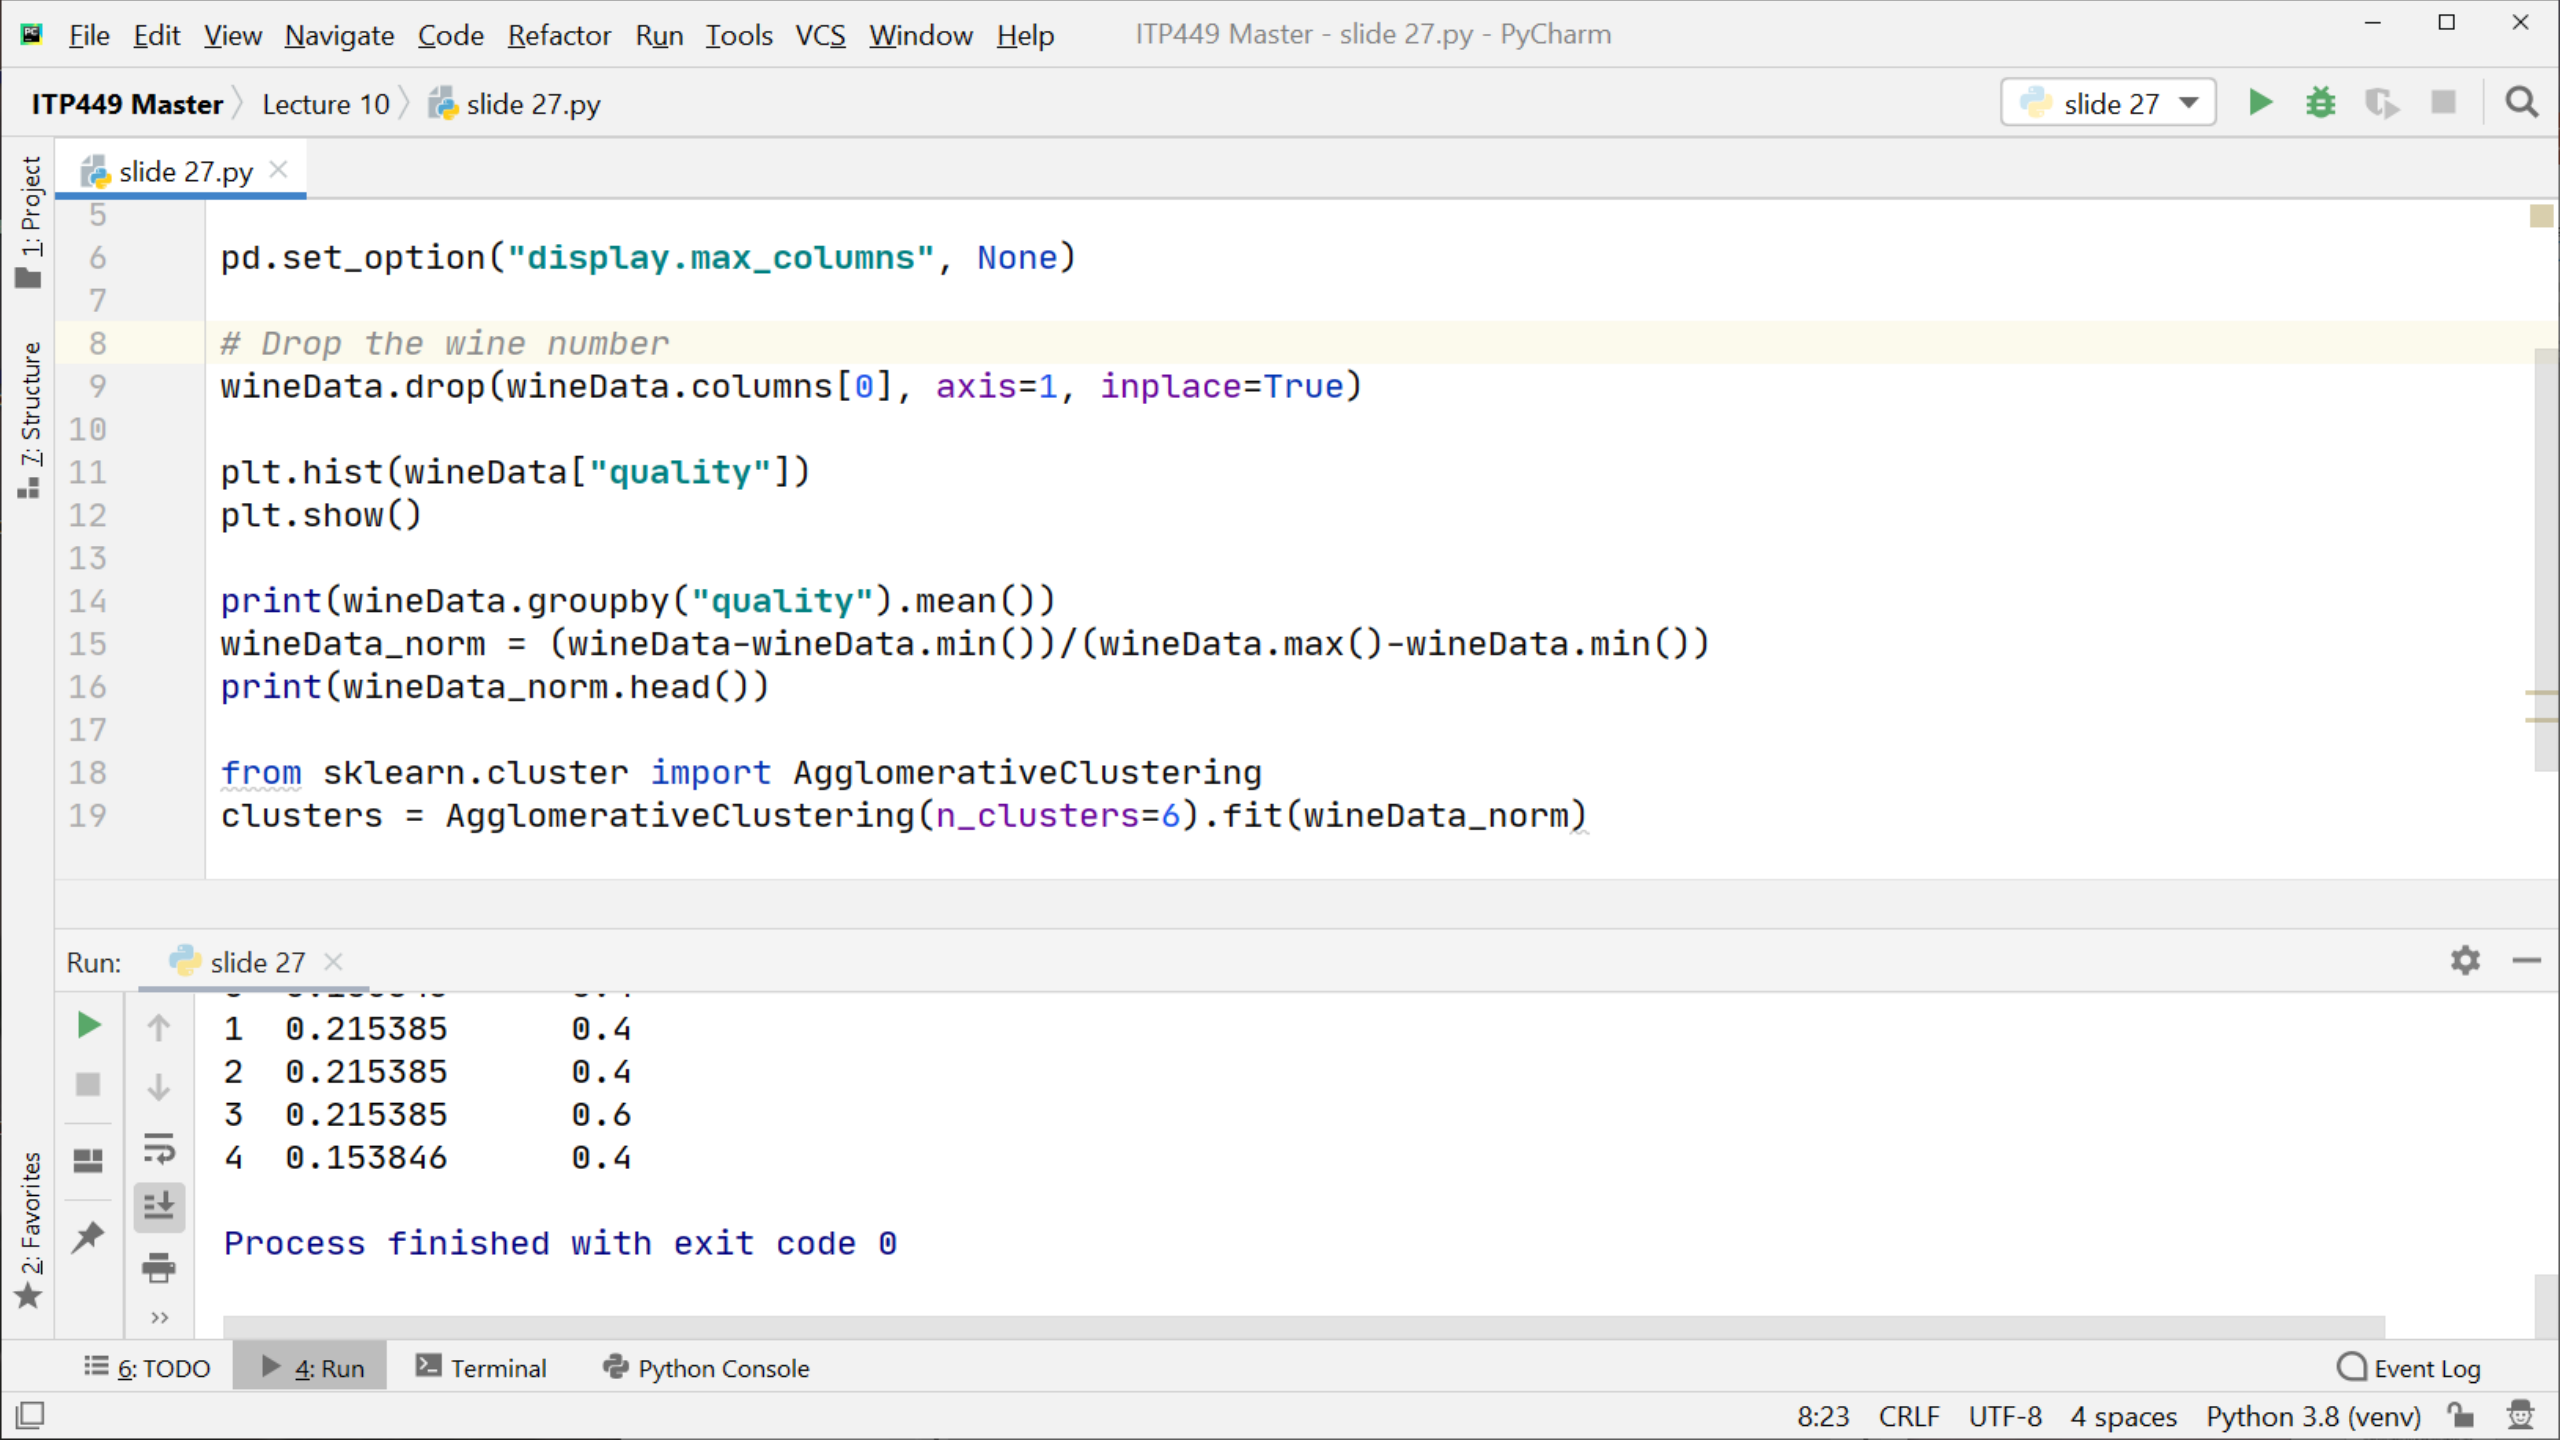 File Edit View Navigate Code Refactor Run Tools VCS Window Help ITP449 Master - slide 27.py - PyCharm
ITP449 Master Lecture 10 slide 27.py slide 27
slide 27.py
1: Project
7: Structure
2: Favorites
5
6 pd.set_option("display.max_columns", None)
7
8 # Drop the wine number
9 wineData.drop(wineData.columns[0], axis=1, inplace=True)
10
11 plt.hist(wineData["quality"])
12 plt.show()
13
14 print(wineData.groupby("quality").mean())
15 wineData_norm = (wineData-wineData.min())/(wineData.max()-wineData.min())
16 print(wineData_norm.head())
17
18 from sklearn.cluster import AgglomerativeClustering
19 clusters = AgglomerativeClustering(n_clusters=6).fit(wineData_norm)
Run: slide 27
1 0.215385 0.4
2 0.215385 0.4
3 0.215385 0.6
4 0.153846 0.4
Process finished with exit code 0
6: TODO 4: Run Terminal Python Console Event Log
8:23 CRLF UTF-8 4 spaces Python 3.8 (venv)